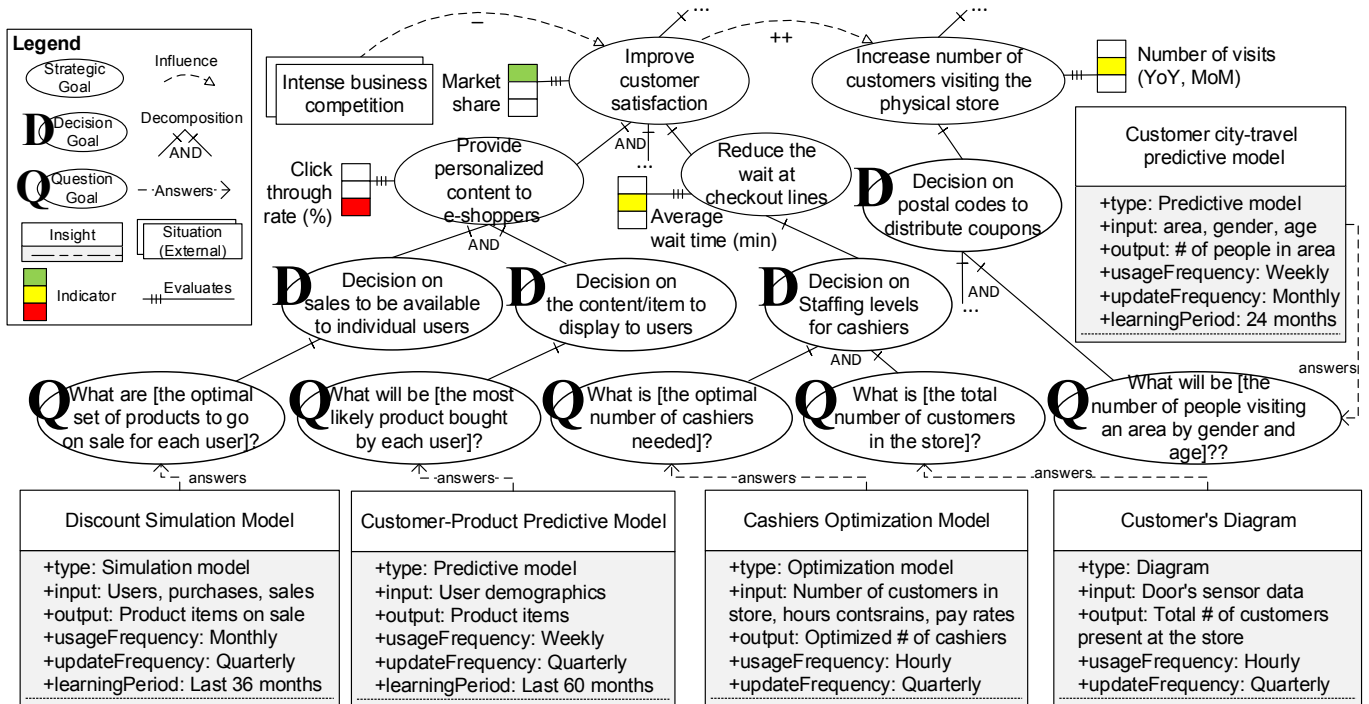 Legend
Strategic
Goal
Influence
D
Decision
Goal
Decomposition
AND
Q
Question
Goal
Answers
Insight
Situation
(External)
Indicator
Evaluates
Intense business
competition
–
Market
share
Improve
customer
satisfaction
...
++
Increase number of
customers visiting the
physical store
...
Number of visits
(YoY, MoM)
AND
...
Click
through
rate (%)
Provide
personalized
content to
e-shoppers
AND
Reduce the
wait at
checkout lines
Average
wait time (min)
D
Decision on
postal codes to
distribute coupons
AND
...
Customer city-travel
predictive model
+type: Predictive model
+input: area, gender, age
+output: # of people in area
+usageFrequency: Weekly
+updateFrequency: Monthly
+learningPeriod: 24 months
answers
D
Decision on
sales to be available
to individual users
D
Decision on
the content/item to
display to users
D
Decision on
Staffing levels
for cashiers
AND
Q
What are [the optimal
set of products to go
on sale for each user]?
Q
What will be [the most
likely product bought
by each user]?
Q
What is [the optimal
number of cashiers
needed]?
Q
What is [the total
number of customers
in the store]?
Q
What will be [the
number of people visiting
an area by gender and
age]??
answers
answers
answers
answers
Discount Simulation Model
+type: Simulation model
+input: Users, purchases, sales
+output: Product items on sale
+usageFrequency: Monthly
+updateFrequency: Quarterly
+learningPeriod: Last 36 months
Customer-Product Predictive Model
+type: Predictive model
+input: User demographics
+output: Product items
+usageFrequency: Weekly
+updateFrequency: Quarterly
+learningPeriod: Last 60 months
Cashiers Optimization Model
+type: Optimization model
+input: Number of customers in
store, hours contsrains, pay rates
+output: Optimized # of cashiers
+usageFrequency: Hourly
+updateFrequency: Quarterly
Customer's Diagram
+type: Diagram
+input: Door's sensor data
+output: Total # of customers
present at the store
+usageFrequency: Hourly
+updateFrequency: Quarterly